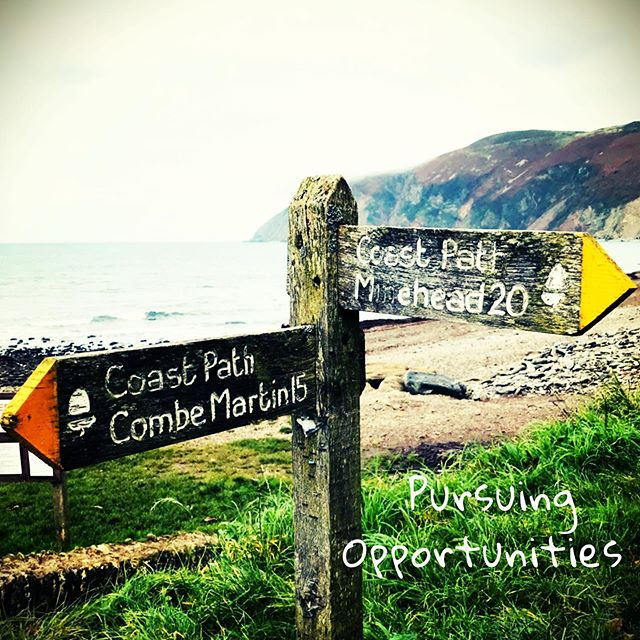 Coast Path
Minehead 20
Coast Path
Combe Martin 15
Pursuing
Opportunities